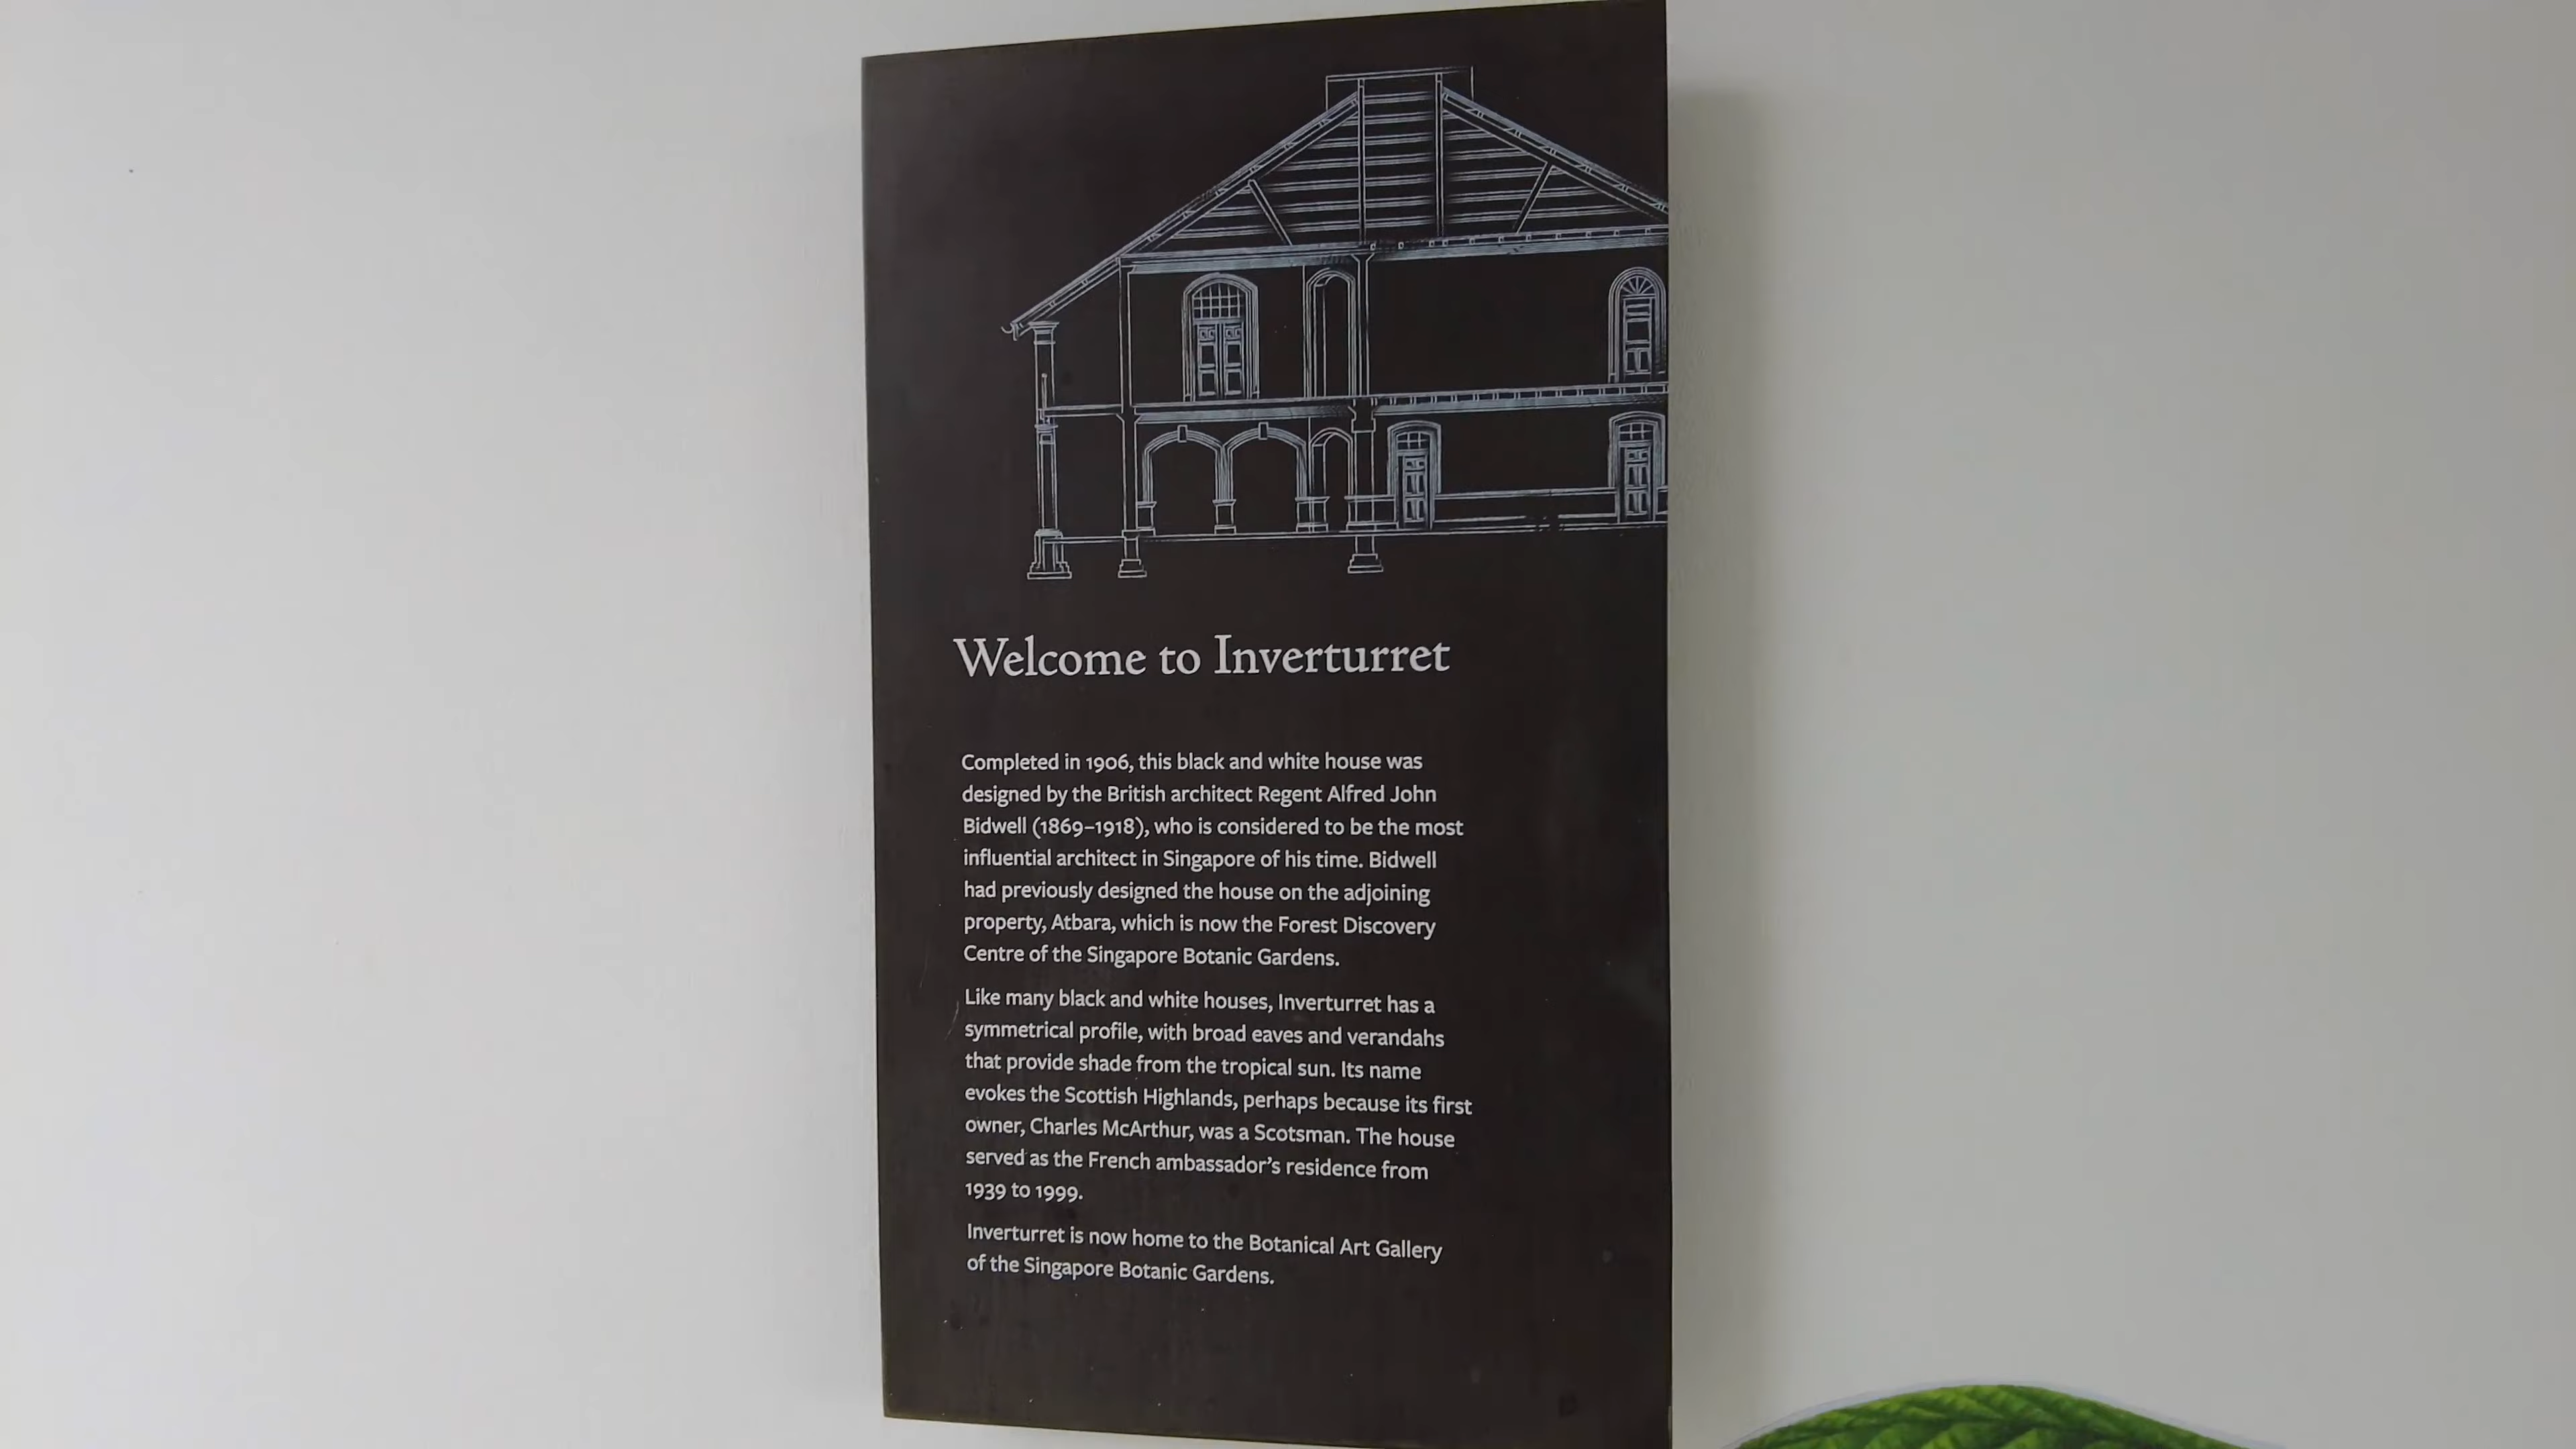 Welcome to Inverturret
Completed in 1906, this black and white house was
designed by the British architect Regent Alfred John
Bidwell (1869–1918), who is considered to be the most
influential architect in Singapore of his time. Bidwell
had previously designed the house on the adjoining
property, Atbara, which is now the Forest Discovery
Centre of the Singapore Botanic Gardens.
Like many black and white houses, Inverturret has a
symmetrical profile, with broad eaves and verandahs
that provide shade from the tropical sun. Its name
evokes the Scottish Highlands, perhaps because its first
owner, Charles McArthur, was a Scotsman. The house
served as the French ambassador’s residence from
1939 to 1999.
Inverturret is now home to the Botanical Art Gallery
of the Singapore Botanic Gardens.